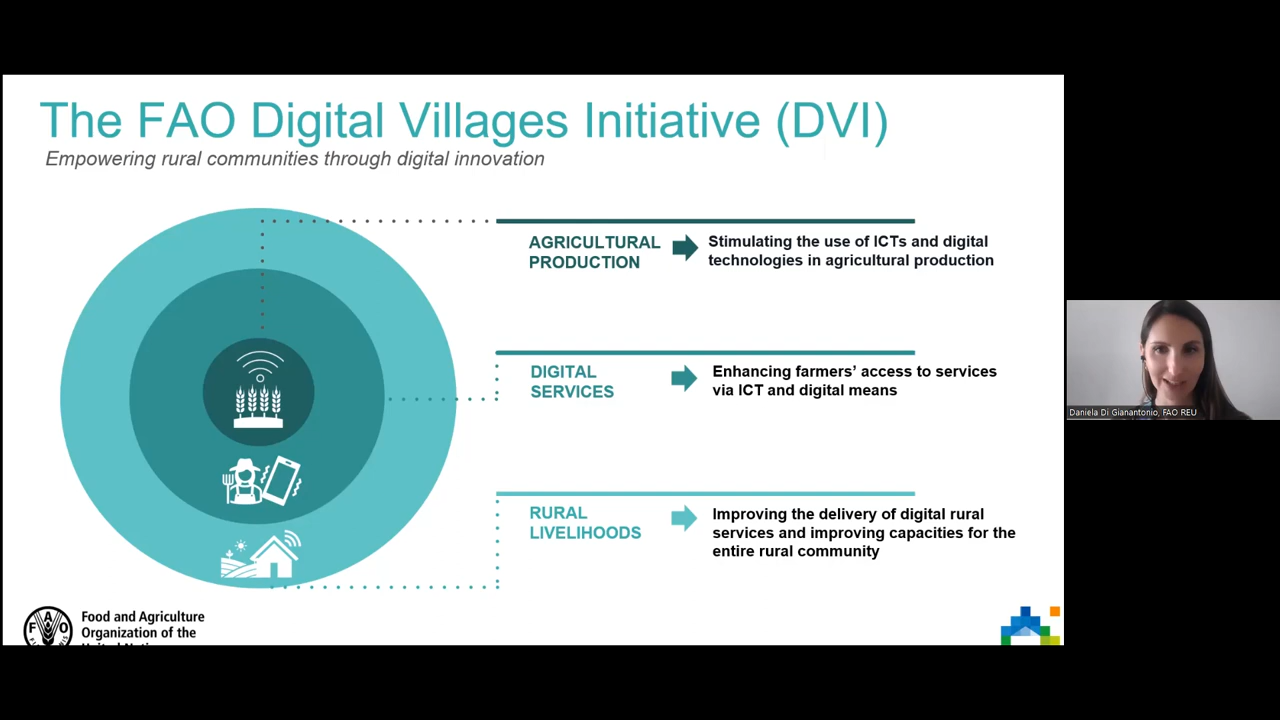 The FAO Digital Villages Initiative (DVI)
Empowering rural communities through digital innovation
AGRICULTURAL
PRODUCTION
Stimulating the use of ICTs and digital
technologies in agricultural production
DIGITAL
SERVICES
Enhancing farmers' access to services
via ICT and digital means
RURAL
LIVELIHOODS
Improving the delivery of digital rural
services and improving capacities for the
entire rural community
F A O
Food and Agriculture
Organization of the
Daniela Di Gianantonio, FAO REU